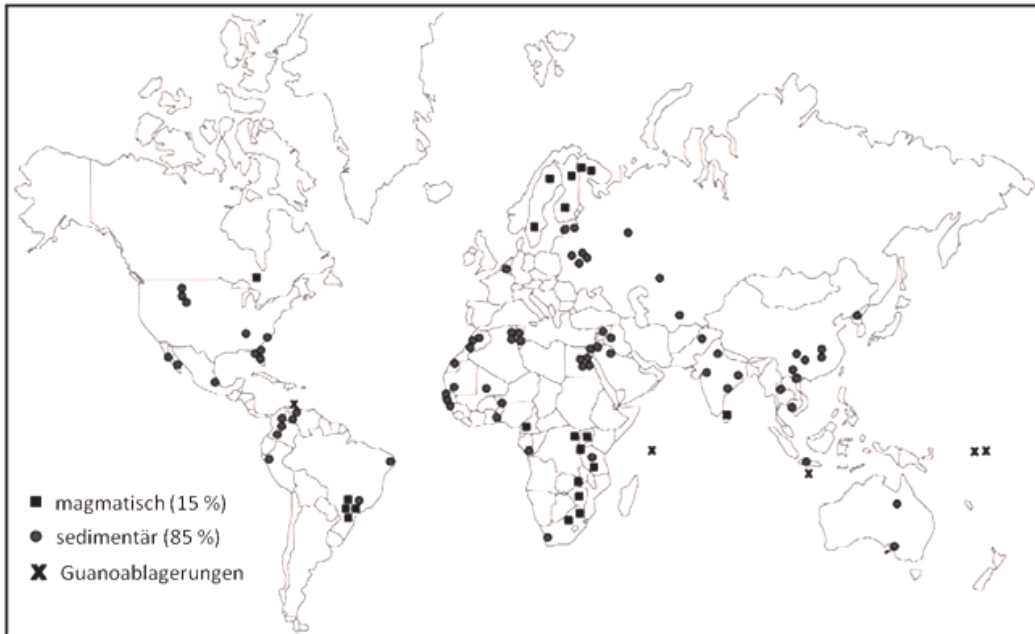 magmatisch (15 %)
sedimentär (85 %)
Guanoablagerungen